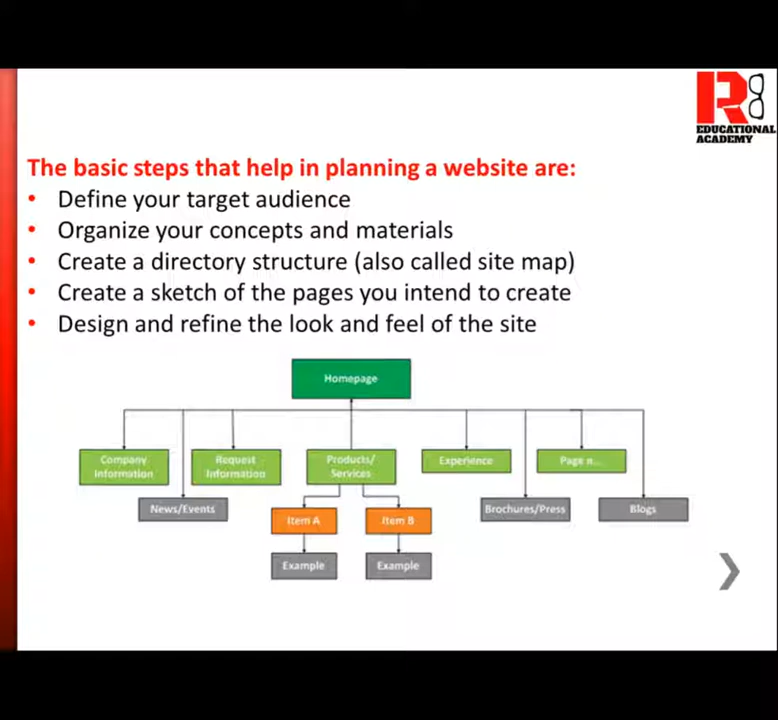 R
EDUCATIONAL
ACADEMY
The basic steps that help in planning a website are:
• Define your target audience
• Organize your concepts and materials
• Create a directory structure (also called site map)
• Create a sketch of the pages you intend to create
• Design and refine the look and feel of the site
Homepage
Company
Information
Request
Information
Products/
Services
Experience
Page n...
News/Events
Item A
Item B
Brochures/Press
Blogs
Example
Example